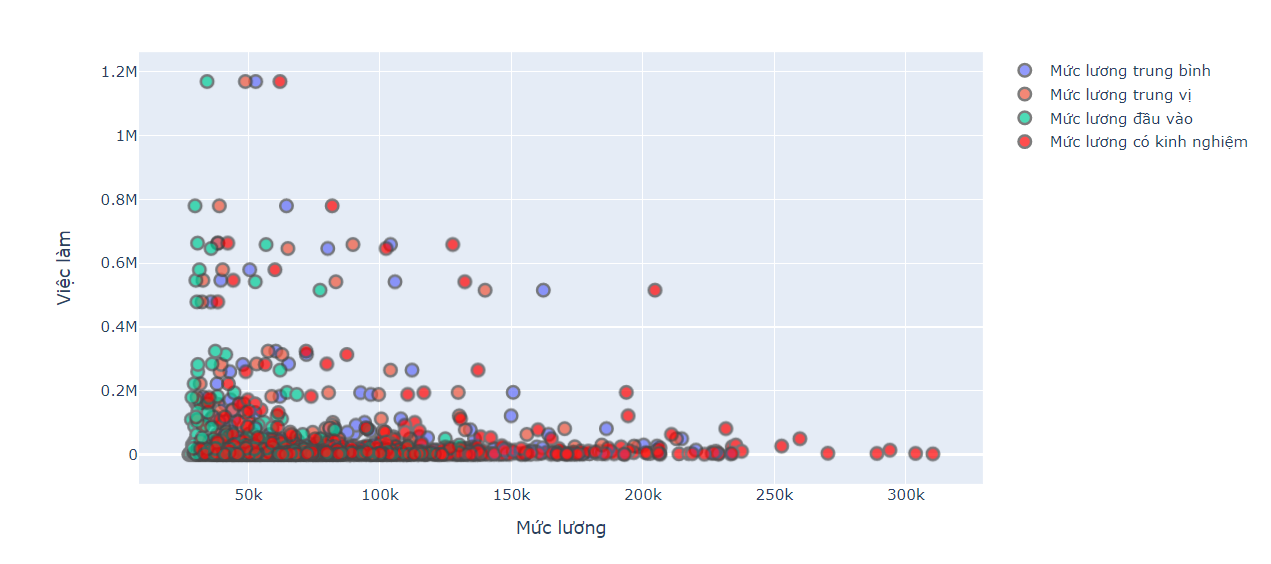 Mức lương trung bình
Mức lương trung vị
Mức lương đầu vào
Mức lương có kinh nghiệm
1.2M
1M
0.8M
0.6M
0.4M
0.2M
0
Việc làm
50k
100k
150k
200k
250k
300k
Mức lương